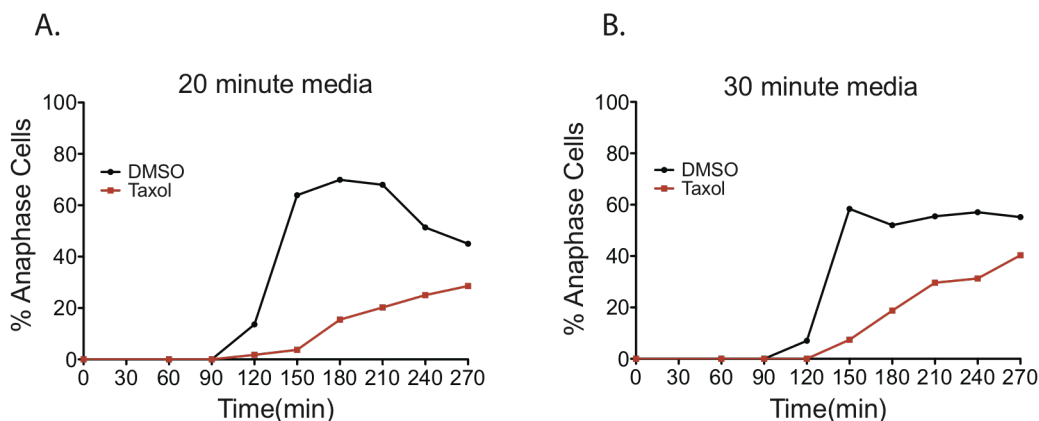 A.
20 minute media
% Anaphase Cells
100
80
60
40
20
0
DMSO
Taxol
0 30 60 90 120 150 180 210 240 270
Time(min)
B.
30 minute media
% Anaphase Cells
100
80
60
40
20
0
DMSO
Taxol
0 30 60 90 120 150 180 210 240 270
Time(min)